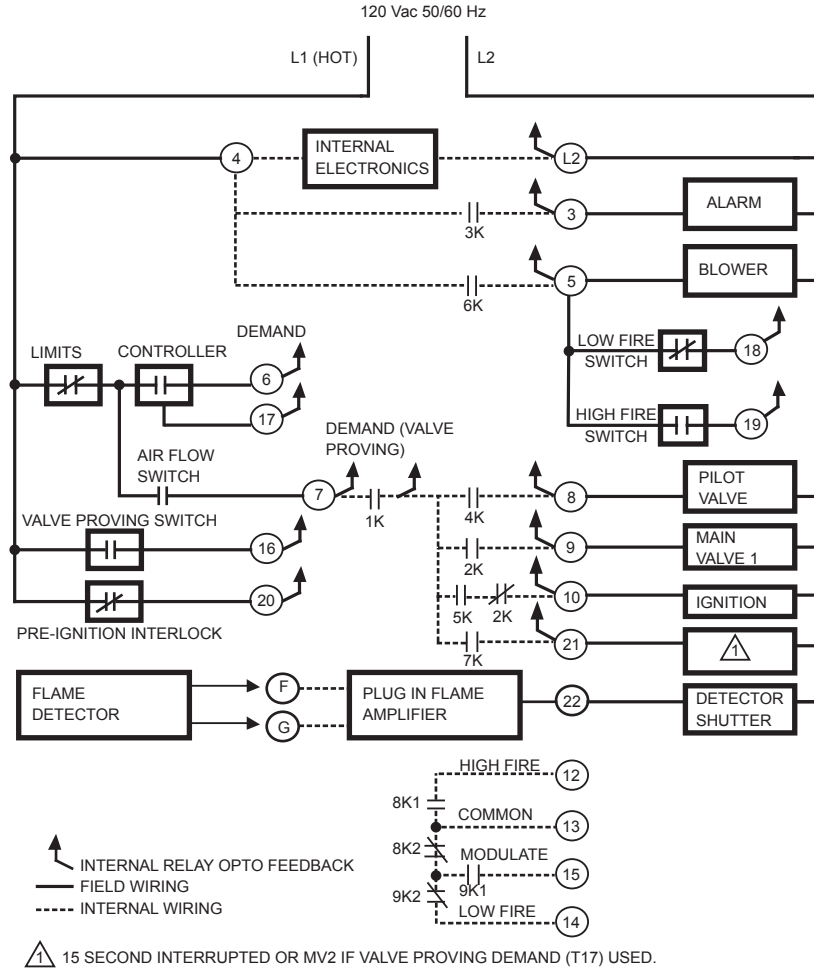 120 Vac 50/60 Hz
L1 (HOT)
L2
4
INTERNAL
ELECTRONICS
L2
3K
3
ALARM
6K
5
BLOWER
LIMITS
CONTROLLER
DEMAND
6
17
LOW FIRE
SWITCH
18
HIGH FIRE
SWITCH
19
AIR FLOW
SWITCH
7
DEMAND (VALVE
PROVING)
1K
4K
8
PILOT
VALVE
VALVE PROVING SWITCH
16
2K
9
MAIN
VALVE 1
PRE-IGNITION INTERLOCK
20
5K
2K
10
IGNITION
7K
21
1
FLAME
DETECTOR
F
G
PLUG IN FLAME
AMPLIFIER
22
DETECTOR
SHUTTER
HIGH FIRE
12
8K1
COMMON
13
8K2
MODULATE
15
9K1
9K2
LOW FIRE
14
INTERNAL RELAY OPTO FEEDBACK
FIELD WIRING
INTERNAL WIRING
1 15 SECOND INTERRUPTED OR MV2 IF VALVE PROVING DEMAND (T17) USED.